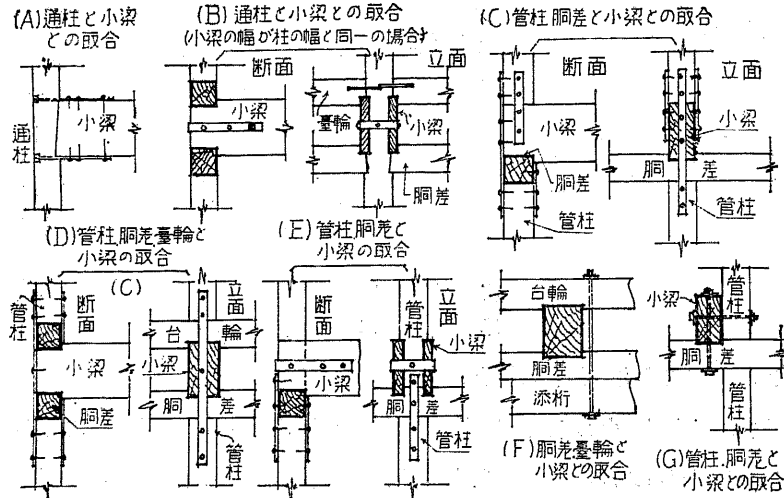 (A)通柱と小梁
との取合
小梁
通柱
(B)通柱と小梁との取合
(小梁の幅が柱の幅と同一の場合)
断面
立面
小梁
臺輪
小梁
胴差
(C)管柱胴差と小梁との取合
断面
立面
小梁
小梁
胴差
胴差
管柱
管柱
(D)管柱.胴差臺輪と
小梁の取合
(C)
管柱
断面
立面
台輪
小梁
小梁
胴差
胴差
管柱
(E)管柱胴差と
小梁の取合
断面
管柱
立面
小梁
小梁
胴差
管柱
台輪
小梁
胴差
添桁
(F)胴差臺輪と
小梁との取合
管柱
小梁
胴差
管柱
(G)管柱.胴差と
小梁との取合